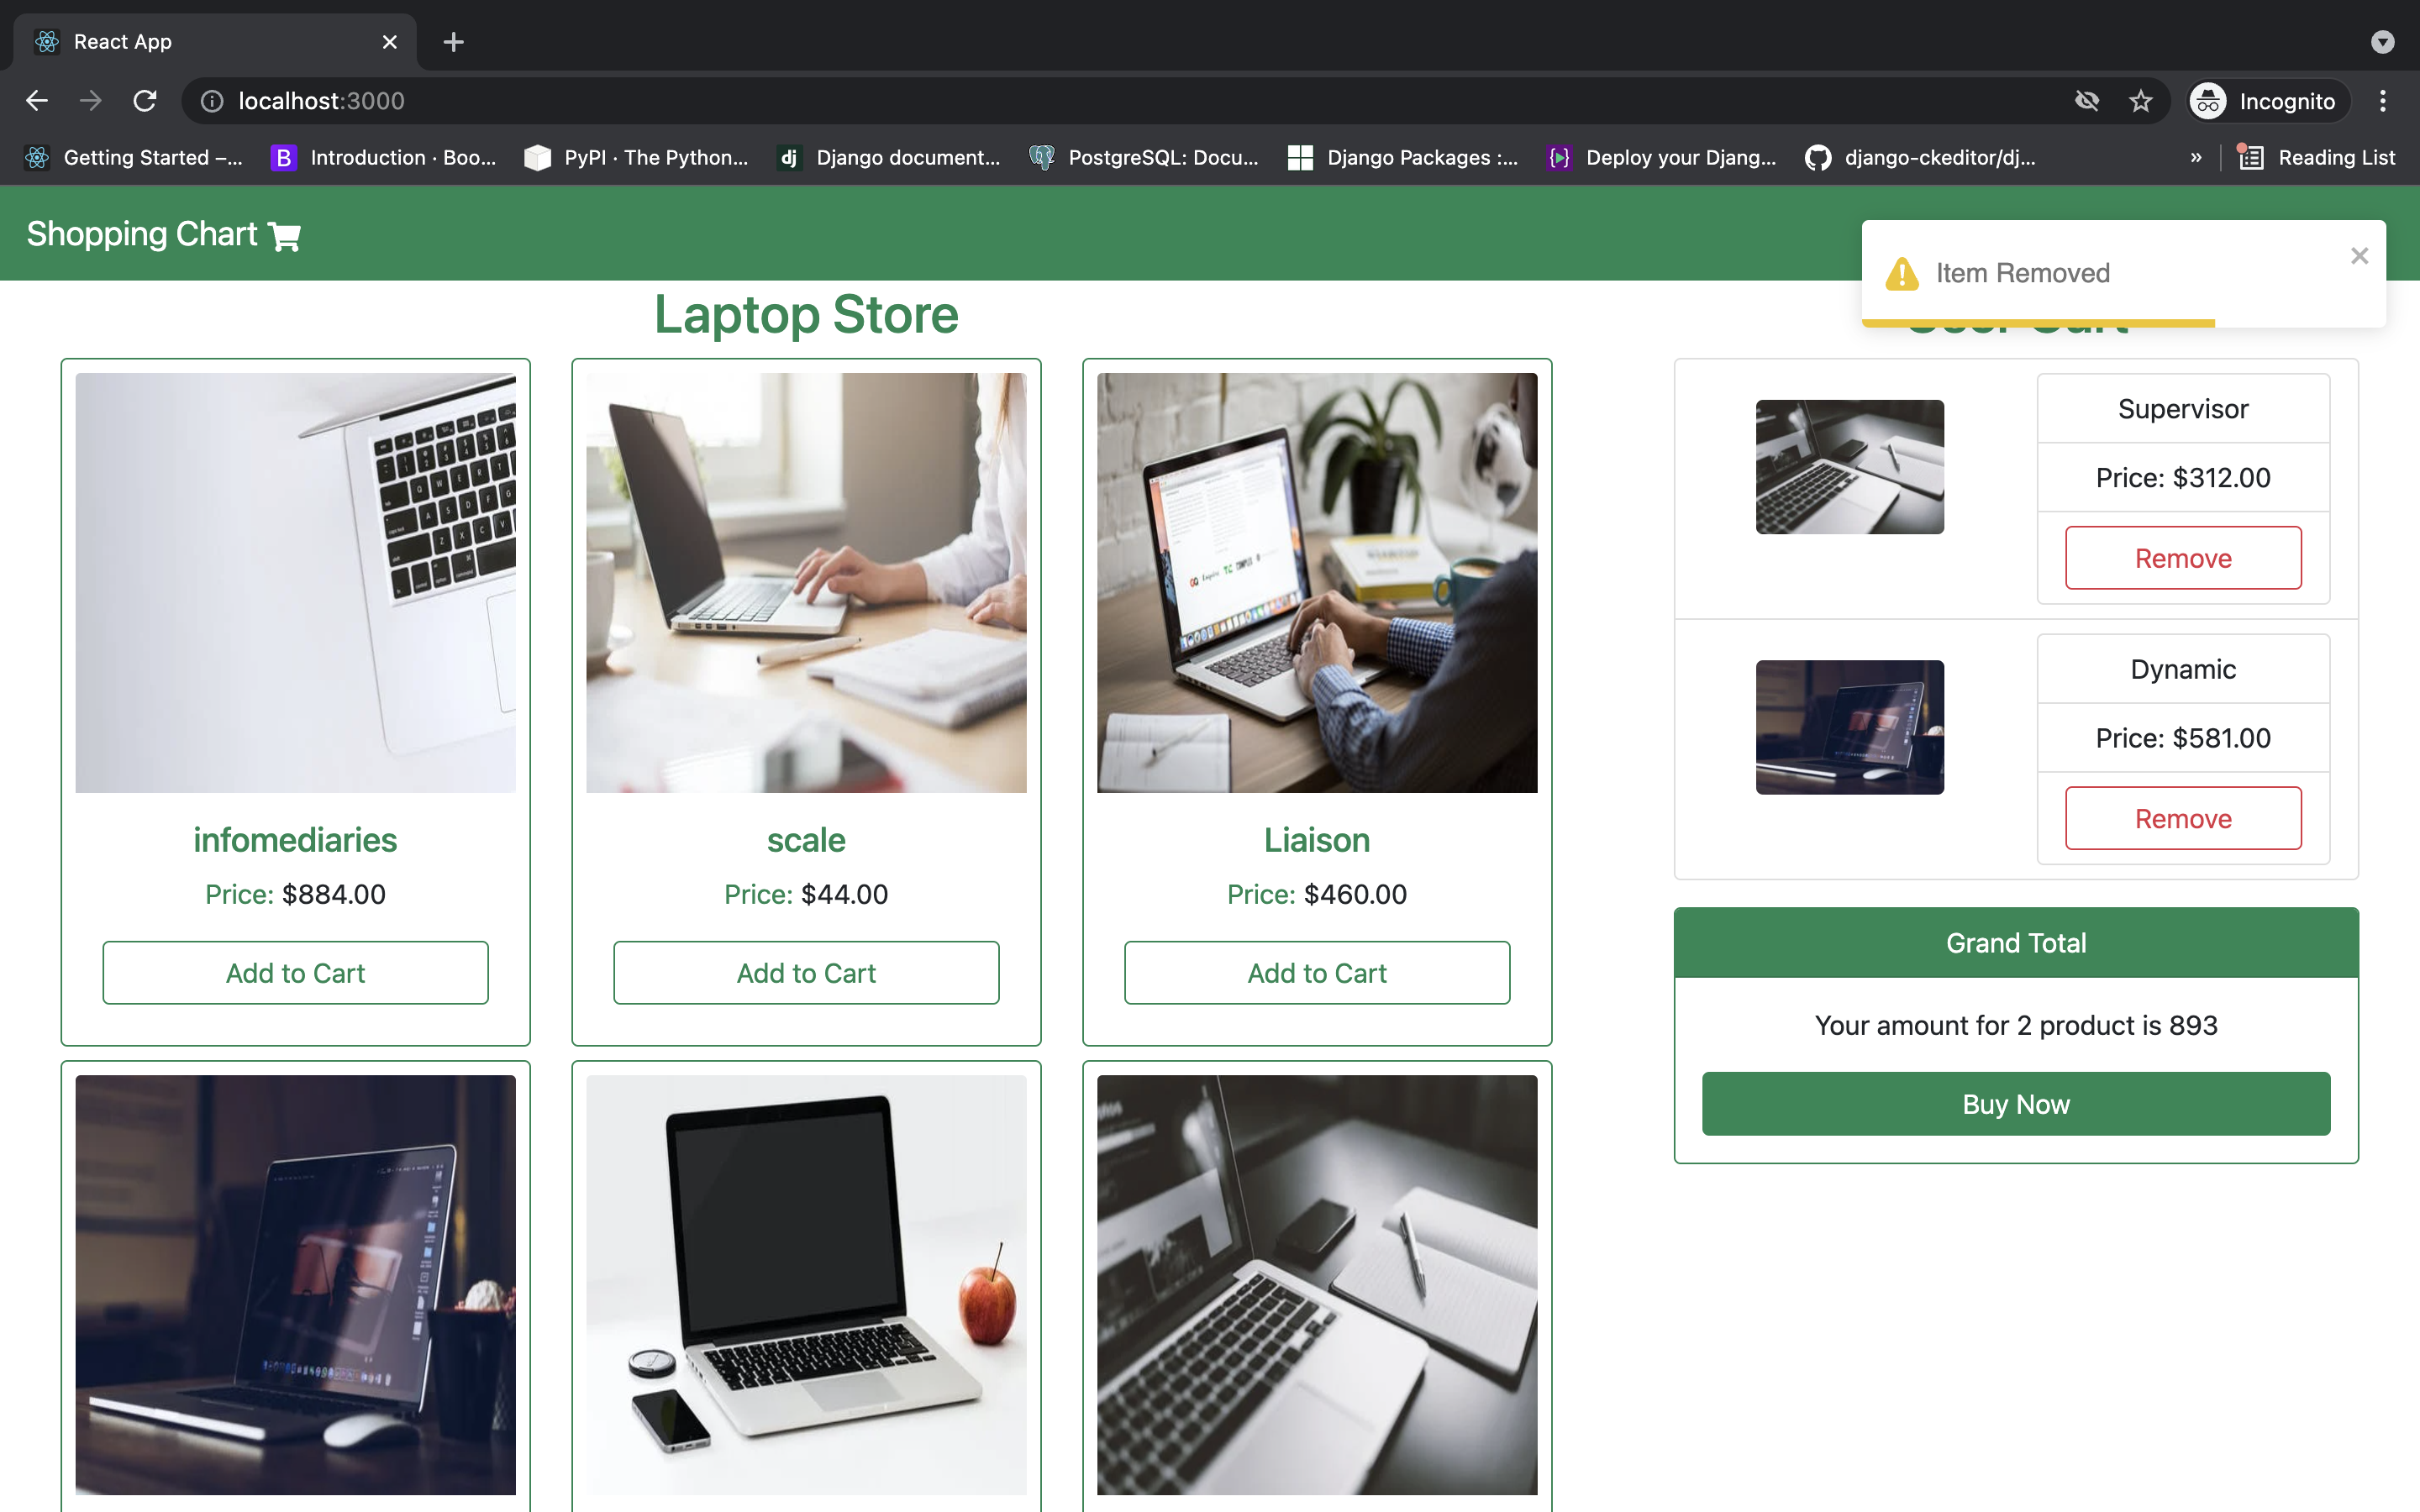 React App
localhost:3000
Incognito
Getting Started –...
Introduction · Boo...
PyPI · The Python...
Django document...
PostgreSQL: Docu...
Django Packages :...
Deploy your Djang...
django-ckeditor/dj...
»
Reading List
Shopping Chart
Item Removed
Laptop Store
Supervisor
Price: $312.00
Remove
Dynamic
Price: $581.00
Remove
infomediaries
Price: $884.00
Add to Cart
scale
Price: $44.00
Add to Cart
Liaison
Price: $460.00
Add to Cart
Grand Total
Your amount for 2 product is 893
Buy Now